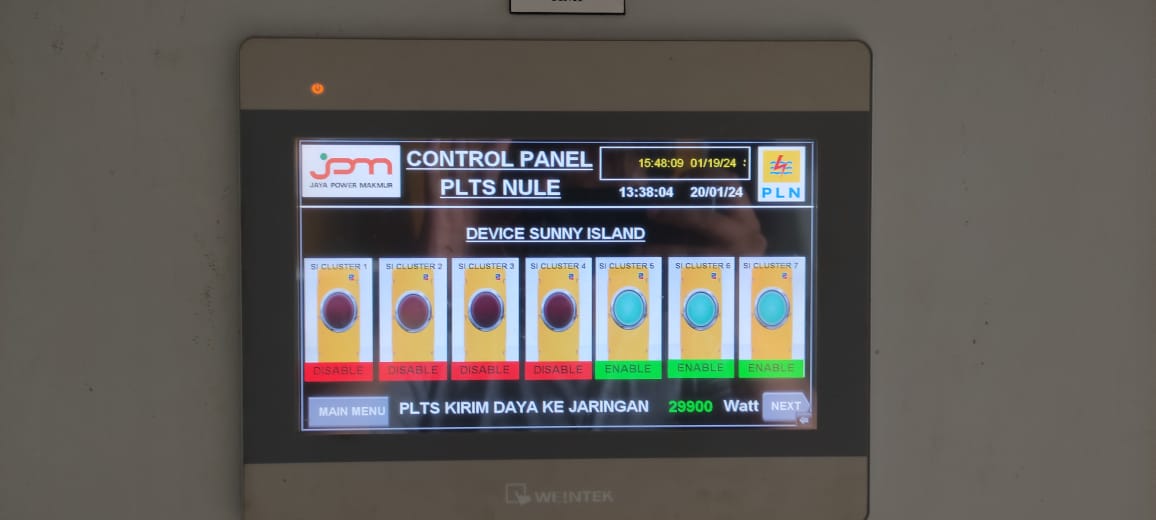 jpm
JAYA POWER MAKMUR
CONTROL PANEL
PLTS NULE
15:48:09 01/19/24 :
13:38:04 20/01/24
PLN
DEVICE SUNNY ISLAND
SI CLUSTER 1
SI CLUSTER 2
SI CLUSTER 3
SI CLUSTER 4
SI CLUSTER 5
SI CLUSTER 6
SI CLUSTER 7
DISABLE
DISABLE
DISABLE
DISABLE
ENABLE
ENABLE
ENABLE
MAIN MENU
PLTS KIRIM DAYA KE JARINGAN 29900 Watt
NEXT
WEINTEK